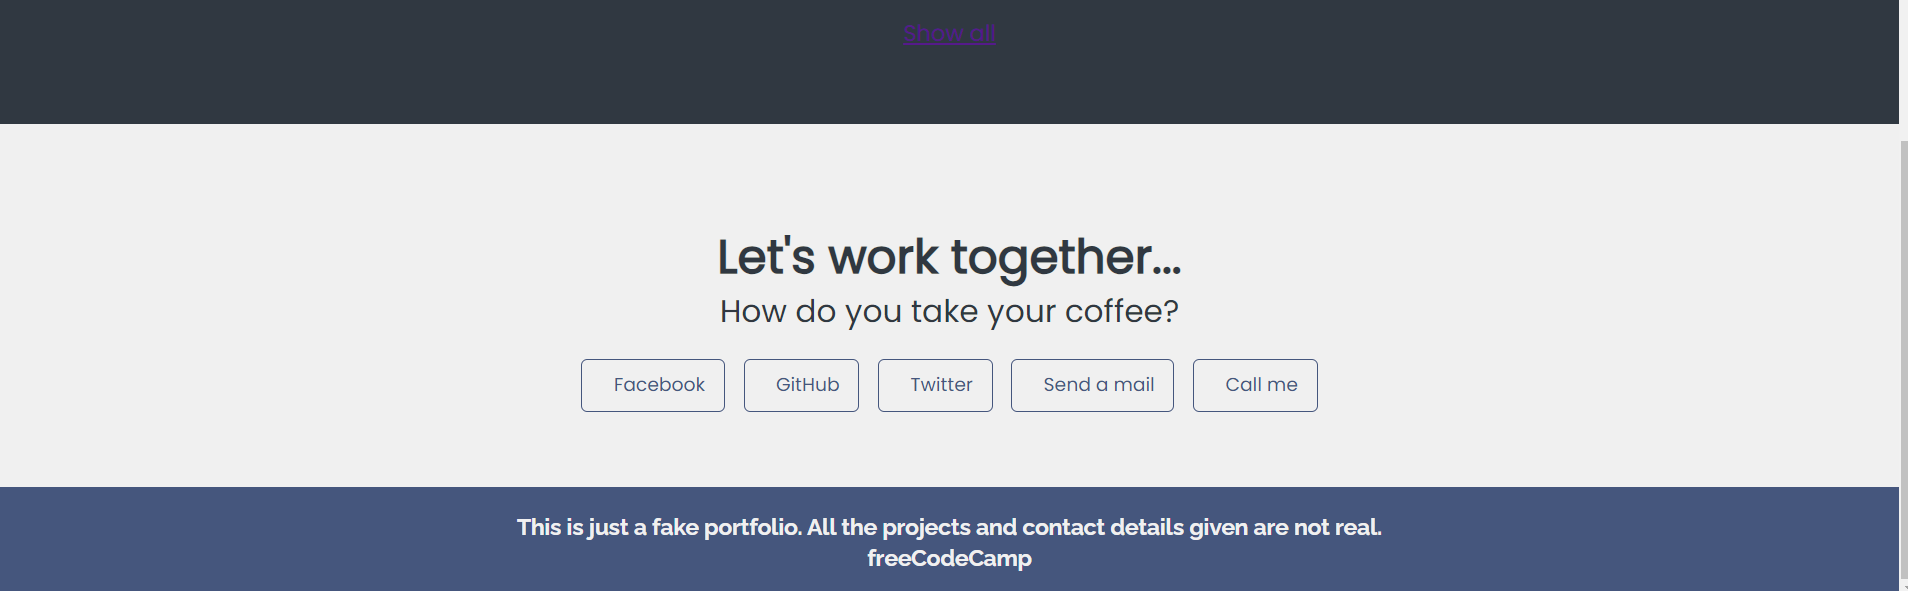 Show all
Let's work together...
How do you take your coffee?
Facebook GitHub Twitter Send a mail Call me
This is just a fake portfolio. All the projects and contact details given are not real.
freeCodeCamp